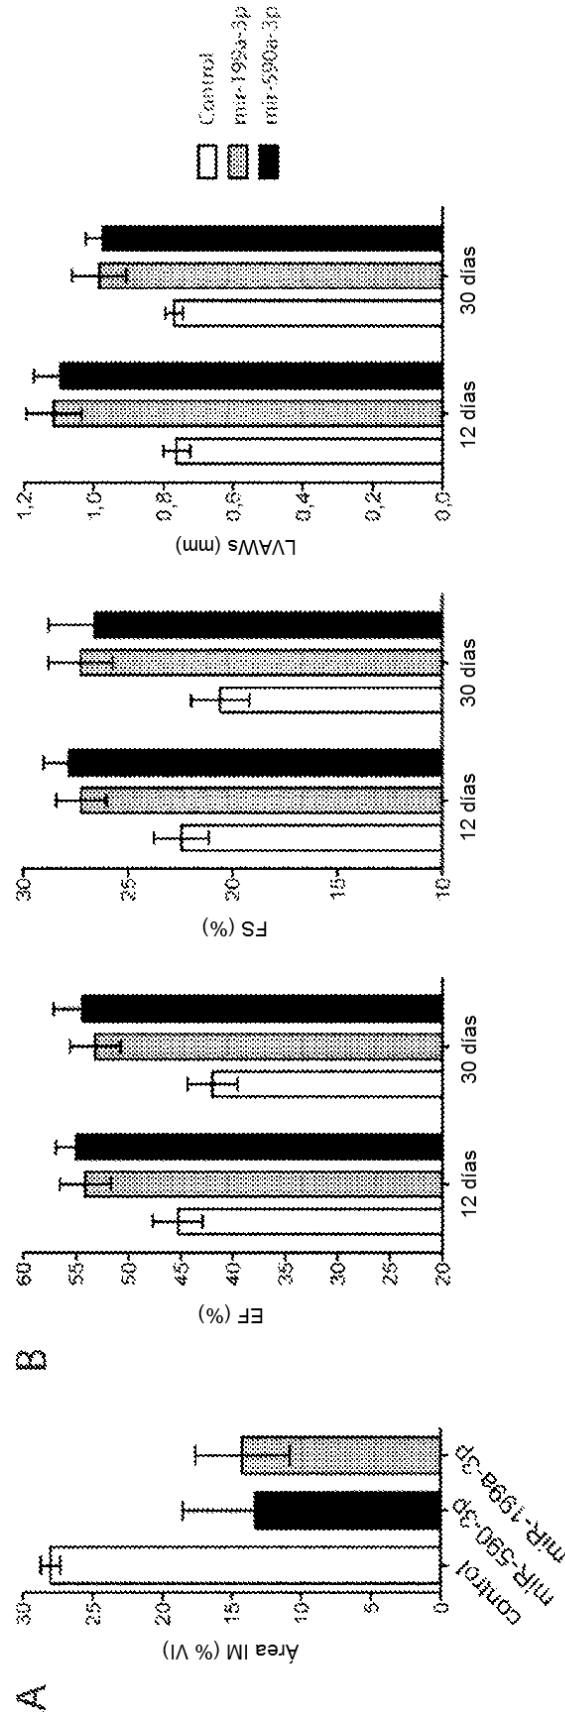 A
Área IM (% VI)
30
25
20
15
10
5
0
control
miR-590-3p
miR-199a-3p
B
EF (%)
60
55
50
45
40
35
30
25
20
12 días
30 días
FS (%)
30
25
20
15
10
12 días
30 días
LVAWs (mm)
1,2
1,0
0,8
0,6
0,4
0,2
0,0
12 días
30 días
Control
mir-199a-3p
mir-590a-3p